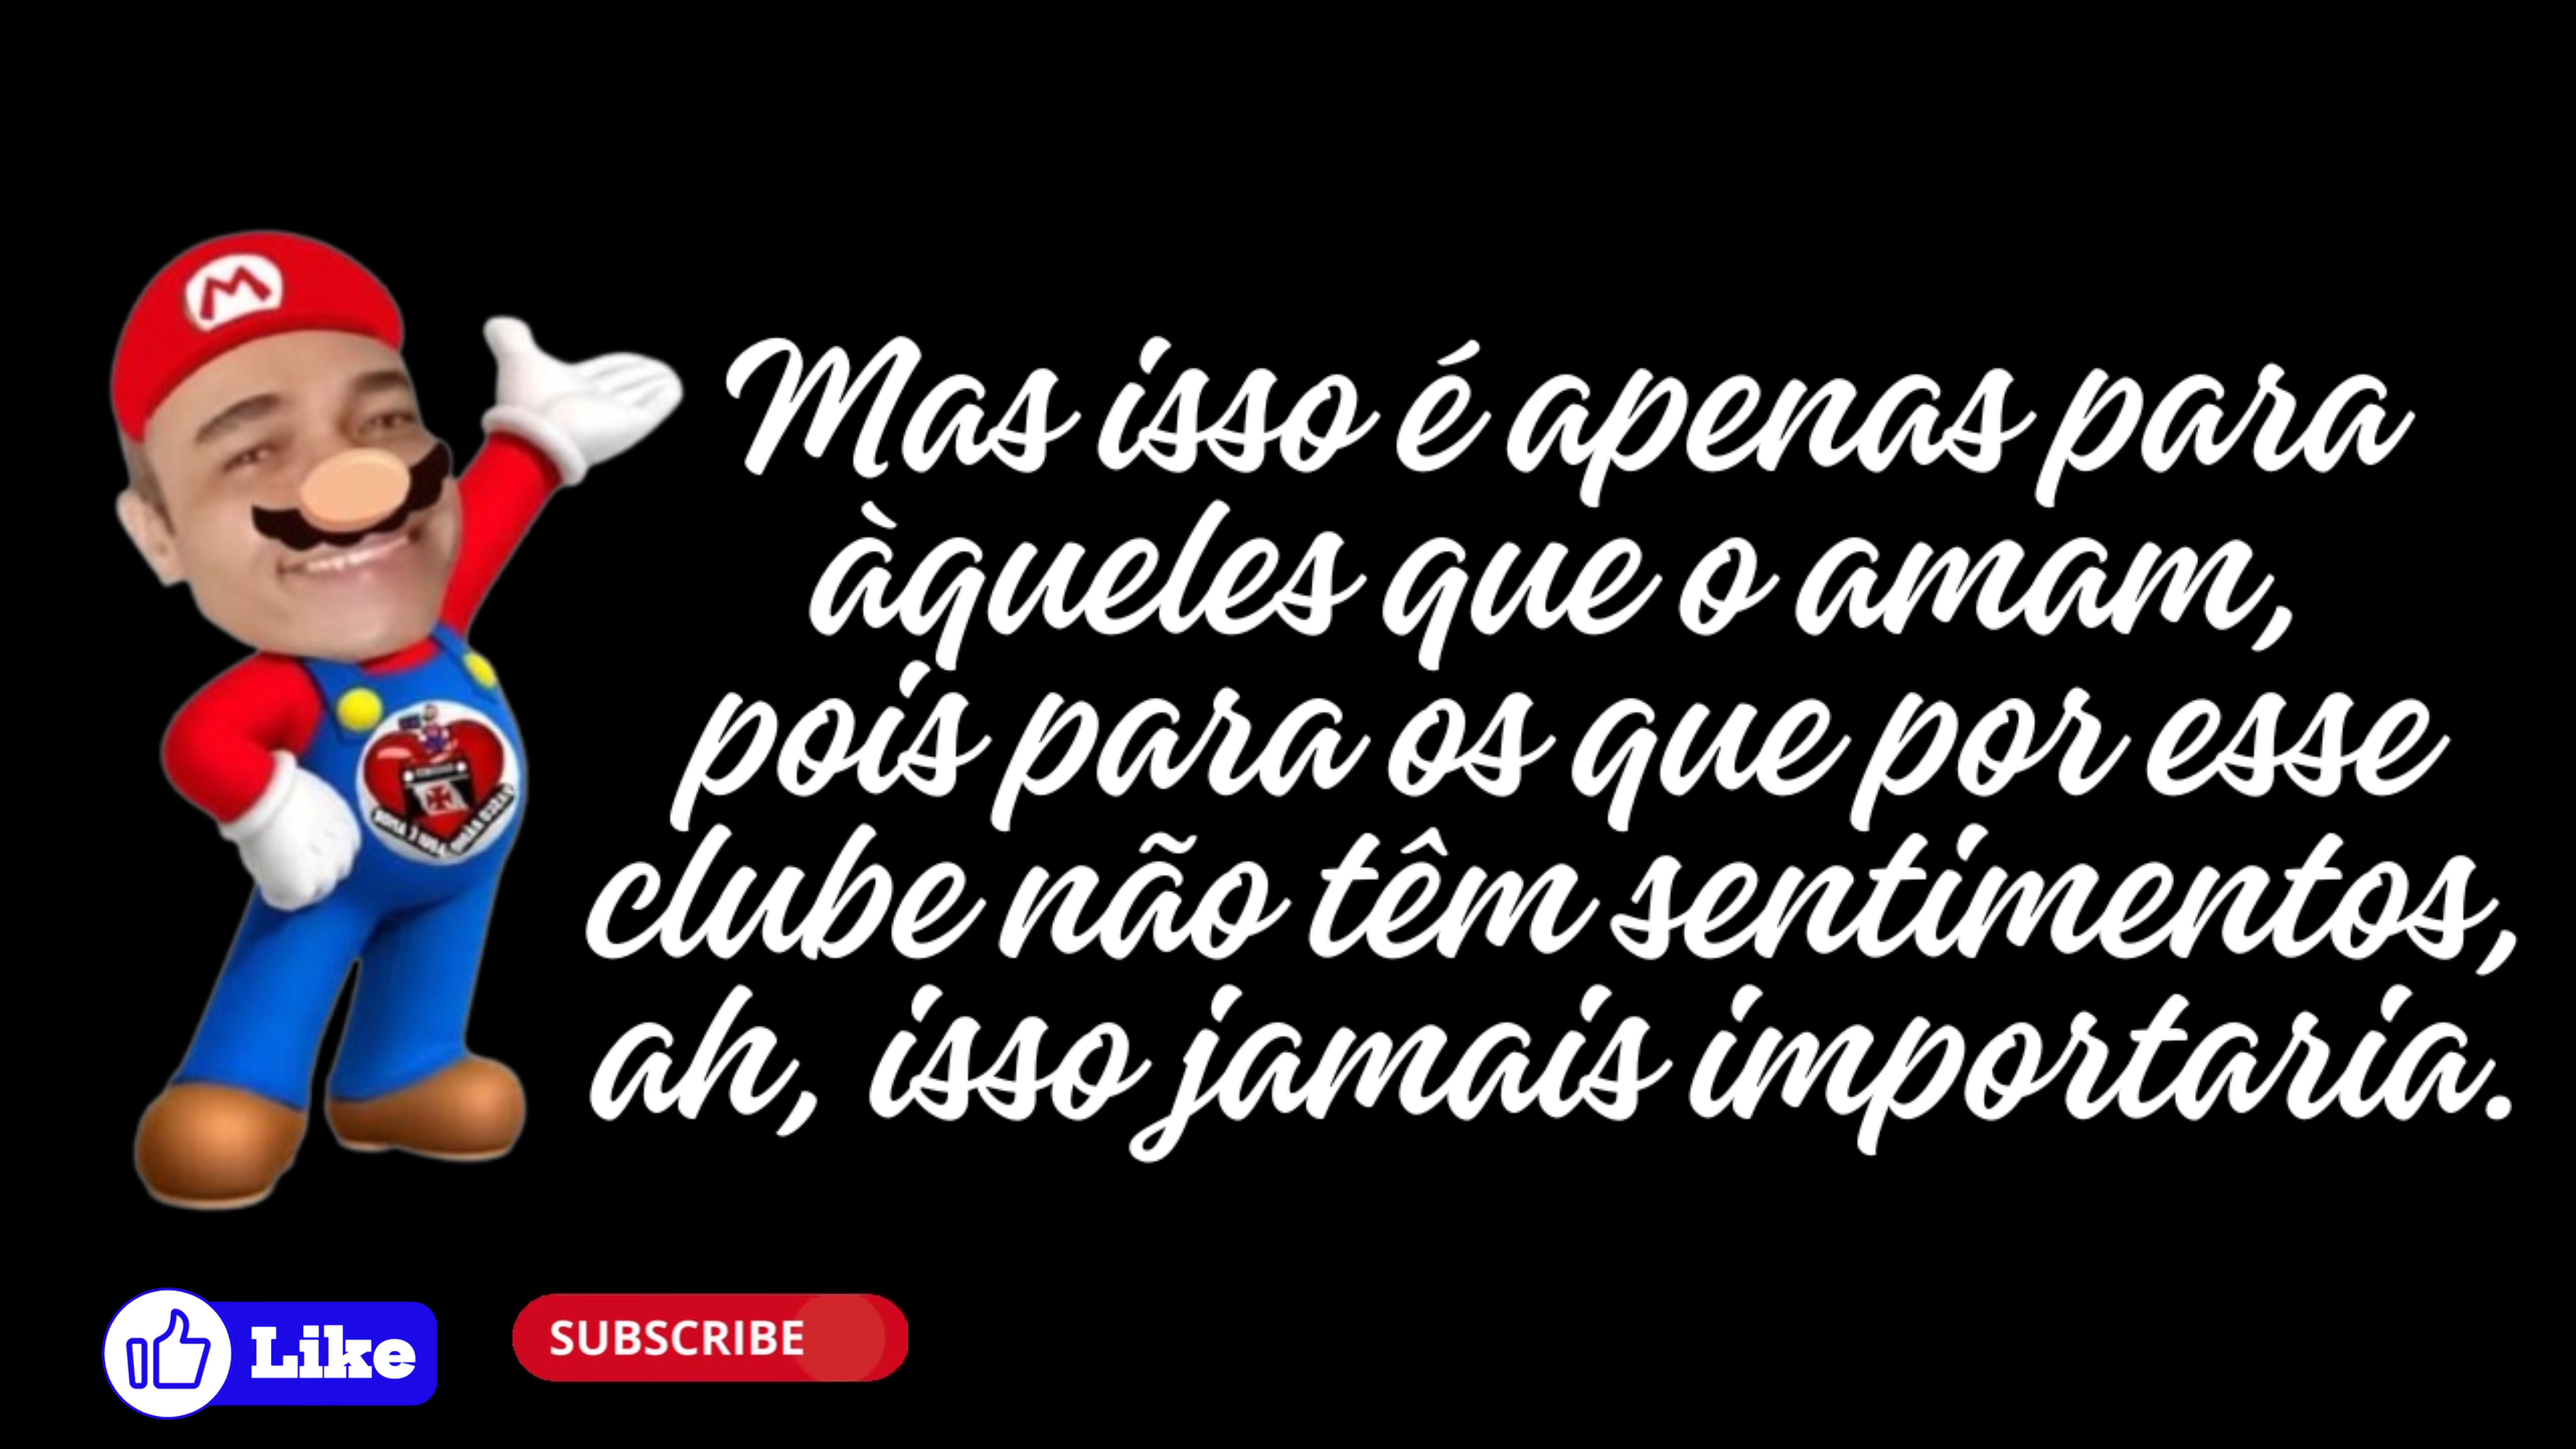 M
Mas isso é apenas para
àqueles que o amam,
pois para os que por esse
clube não têm sentimentos,
ah, isso jamais importaria.
Like
SUBSCRIBE